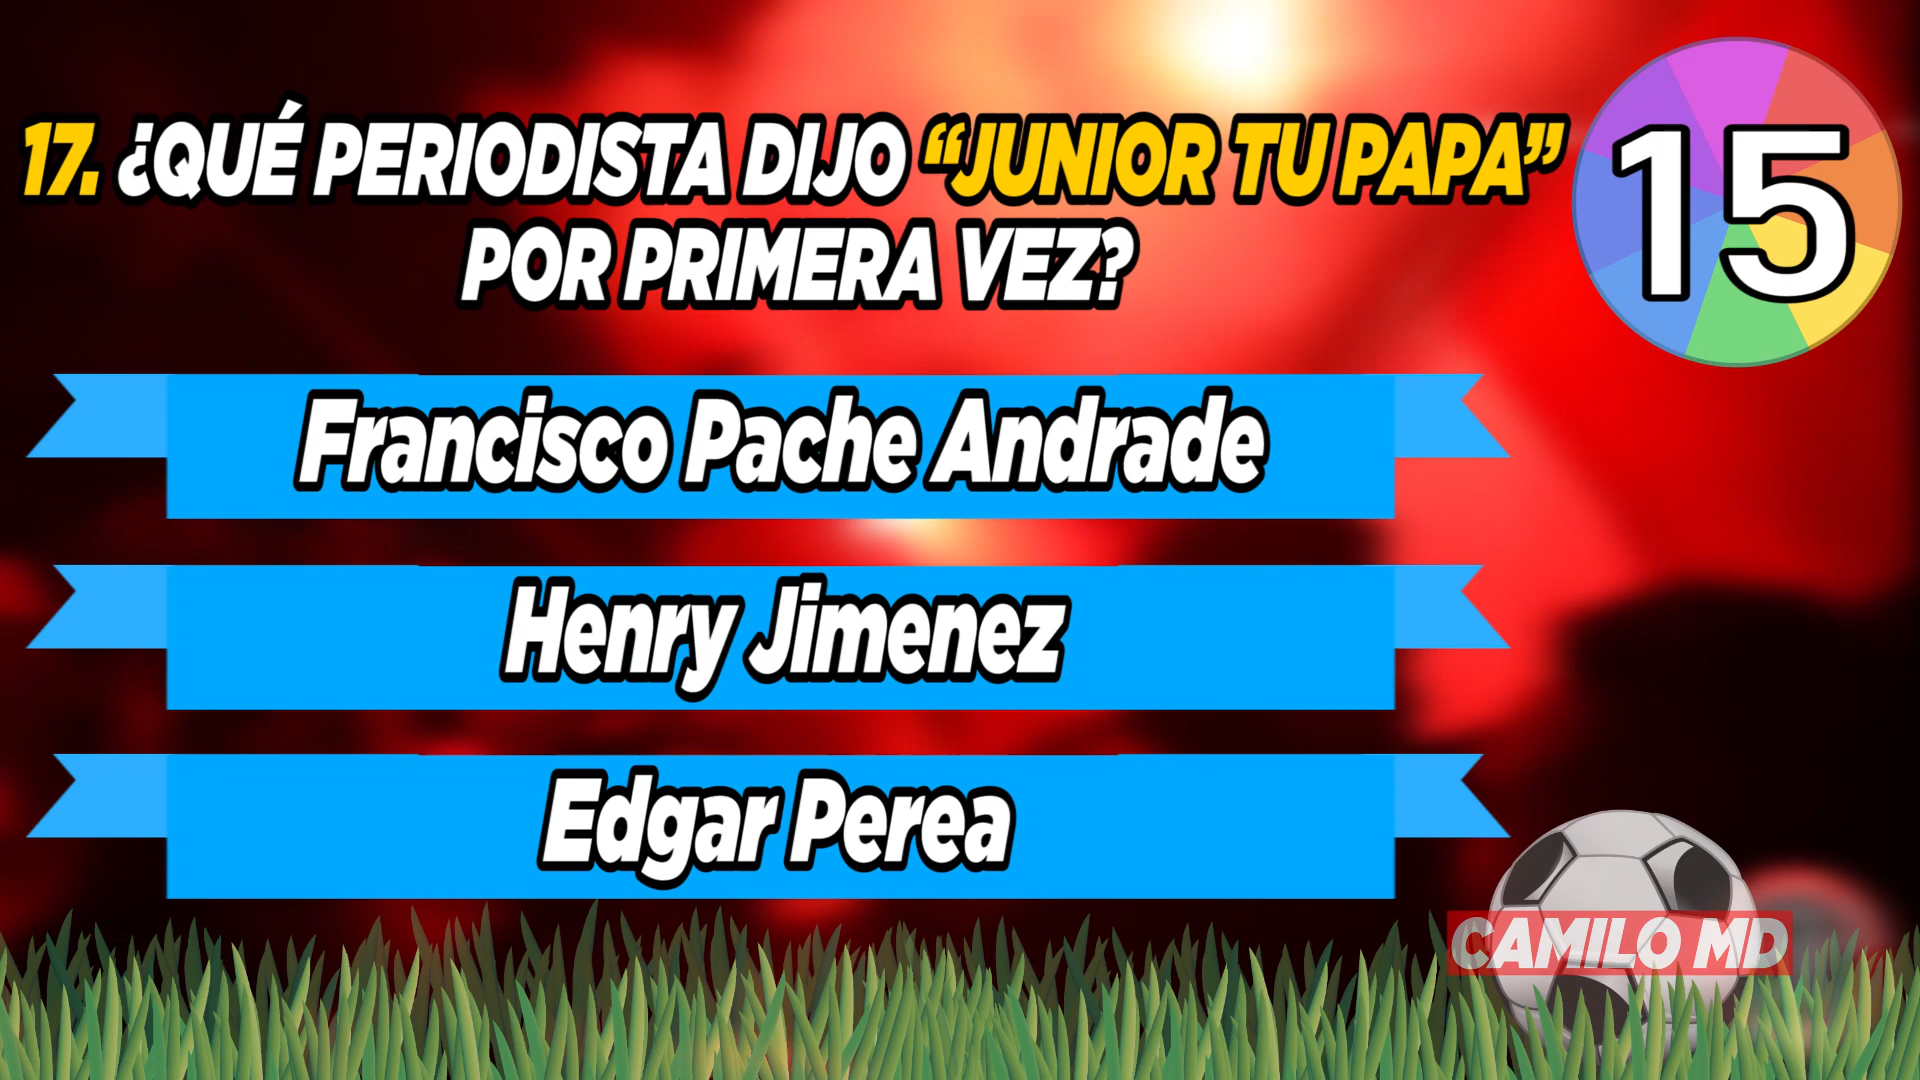 17. ¿QUÉ PERIODISTA DIJO “JUNIOR TU PAPA”
POR PRIMERA VEZ?
15
Francisco Pache Andrade
Henry Jimenez
Edgar Perea
CAMILO MD